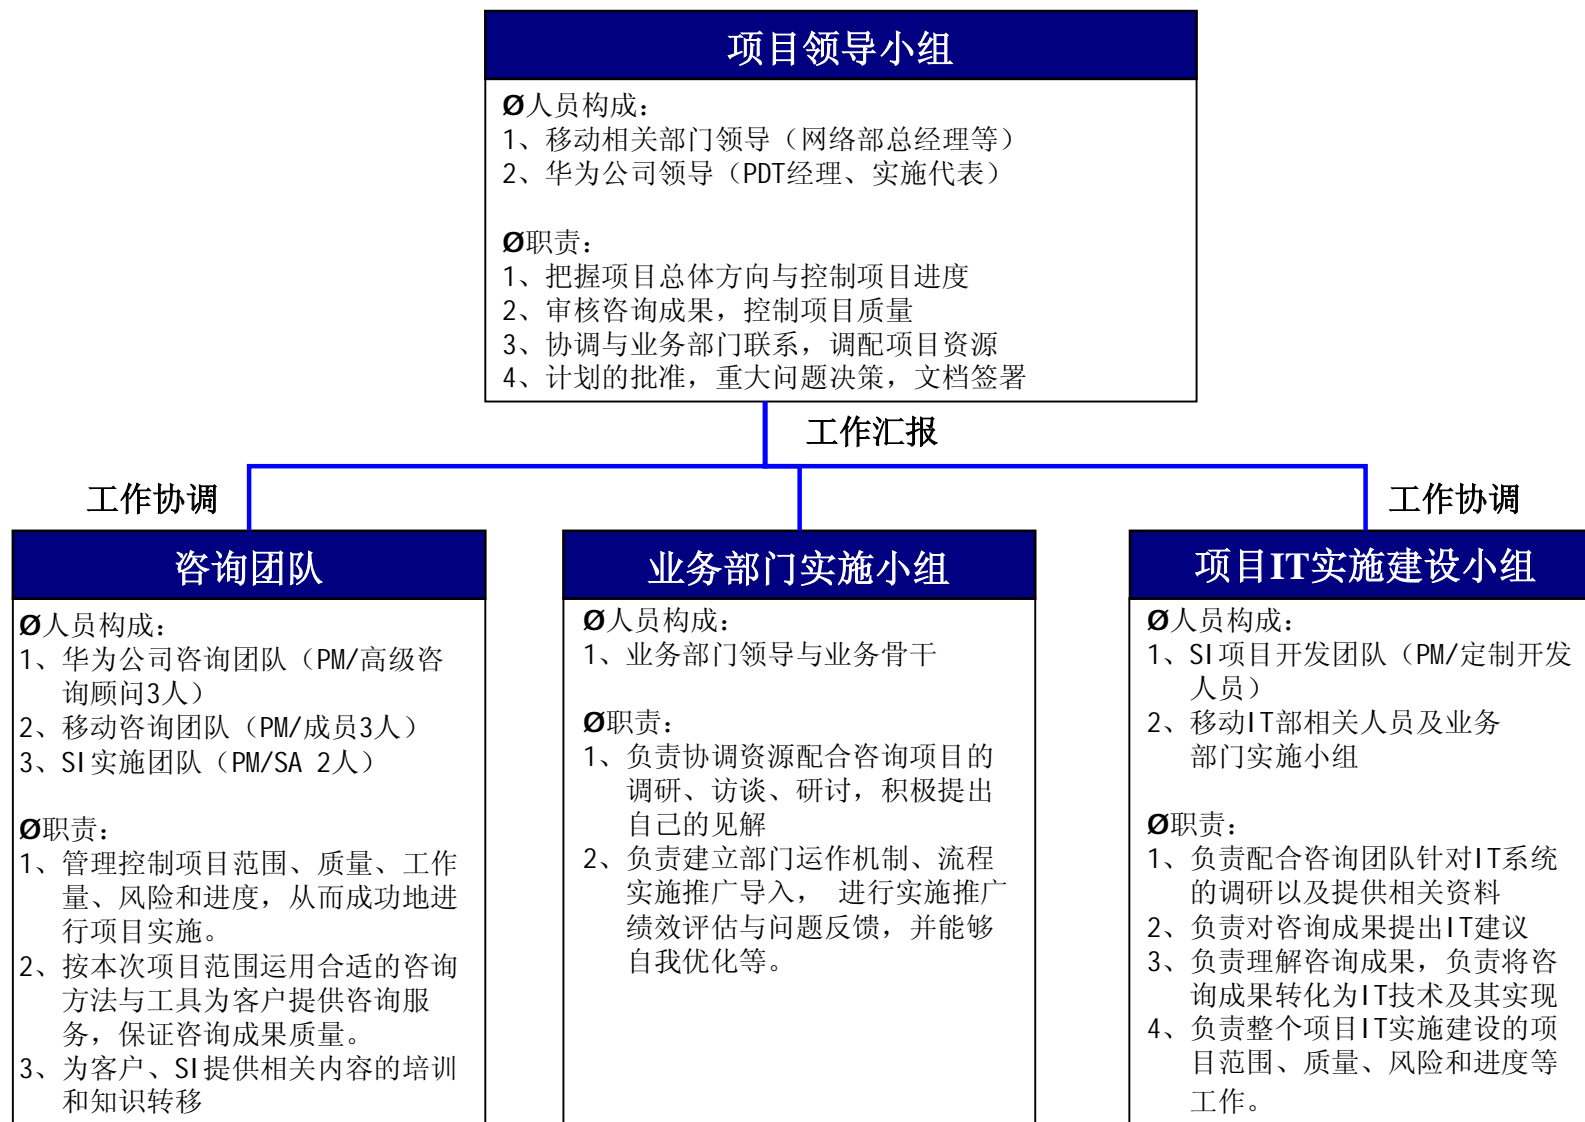 项目领导小组
Ø人员构成：
1、移动相关部门领导（网络部总经理等）
2、华为公司领导（PDT经理、实施代表）
Ø职责：
1、把握项目总体方向与控制项目进度
2、审核咨询成果，控制项目质量
3、协调与业务部门联系，调配项目资源
4、计划的批准，重大问题决策，文档签署
工作汇报
工作协调
工作协调
咨询团队
Ø人员构成：
1、华为公司咨询团队（PM/高级咨
询顾问3人）
2、移动咨询团队（PM/成员3人）
3、SI实施团队（PM/SA 2人）
Ø职责：
1、管理控制项目范围、质量、工作
量、风险和进度，从而成功地进
行项目实施。
2、按本次项目范围运用合适的咨询
方法与工具为客户提供咨询服
务，保证咨询成果质量。
3、为客户、SI提供相关内容的培训
和知识转移
业务部门实施小组
Ø人员构成：
1、业务部门领导与业务骨干
Ø职责：
1、负责协调资源配合咨询项目的
调研、访谈、研讨，积极提出
自己的见解
2、负责建立部门运作机制、流程
实施推广导入， 进行实施推广
绩效评估与问题反馈，并能够
自我优化等。
项目IT实施建设小组
Ø人员构成：
1、SI项目开发团队（PM/定制开发
人员）
2、移动IT部相关人员及业务
部门实施小组
Ø职责：
1、负责配合咨询团队针对IT系统
的调研以及提供相关资料
2、负责对咨询成果提出IT建议
3、负责理解咨询成果，负责将咨
询成果转化为IT技术及其实现
4、负责整个项目IT实施建设的项
目范围、质量、风险和进度等
工作。